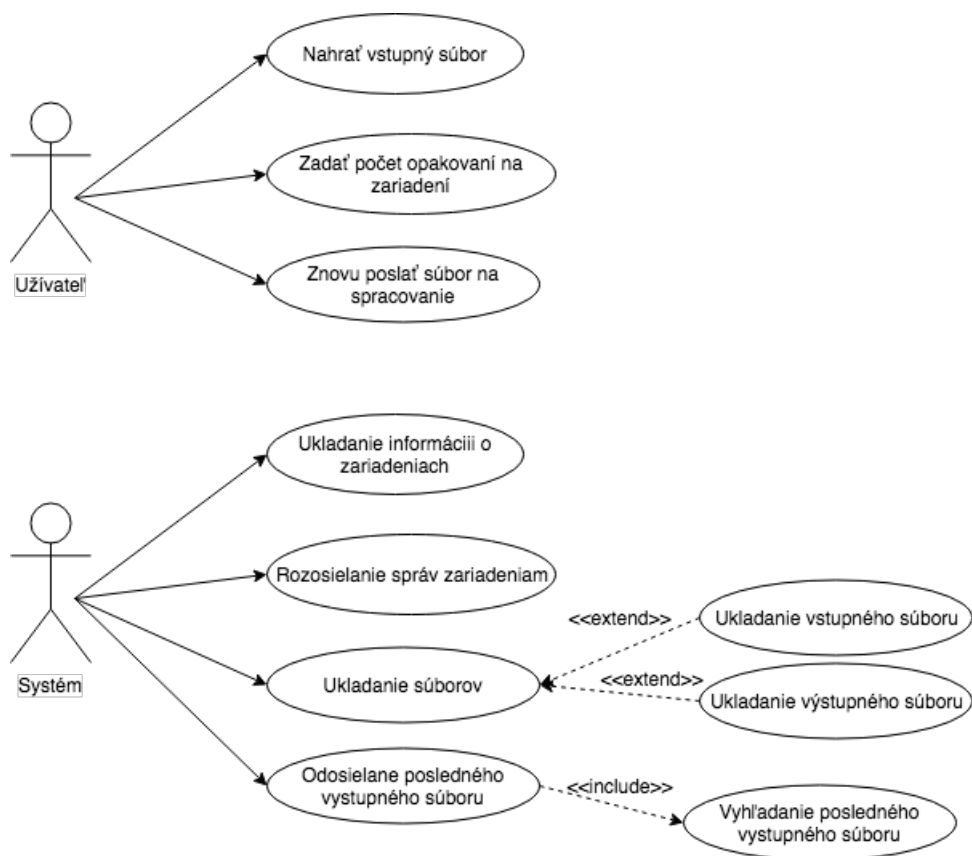 Nahrať vstupný súbor
Zadať počet opakovaní na
zariadení
Znovu poslať súbor na
spracovanie
Užívateľ
Ukladanie informáciii o
zariadeniach
Rozosielanie správ zariadeniam
<<extend>>
Ukladanie vstupného súboru
Systém
Ukladanie súborov
<<extend>>
Ukladanie výstupného súboru
Odosielane posledného
vystupného súboru
<<include>>
Vyhľadanie posledného
vystupného súboru